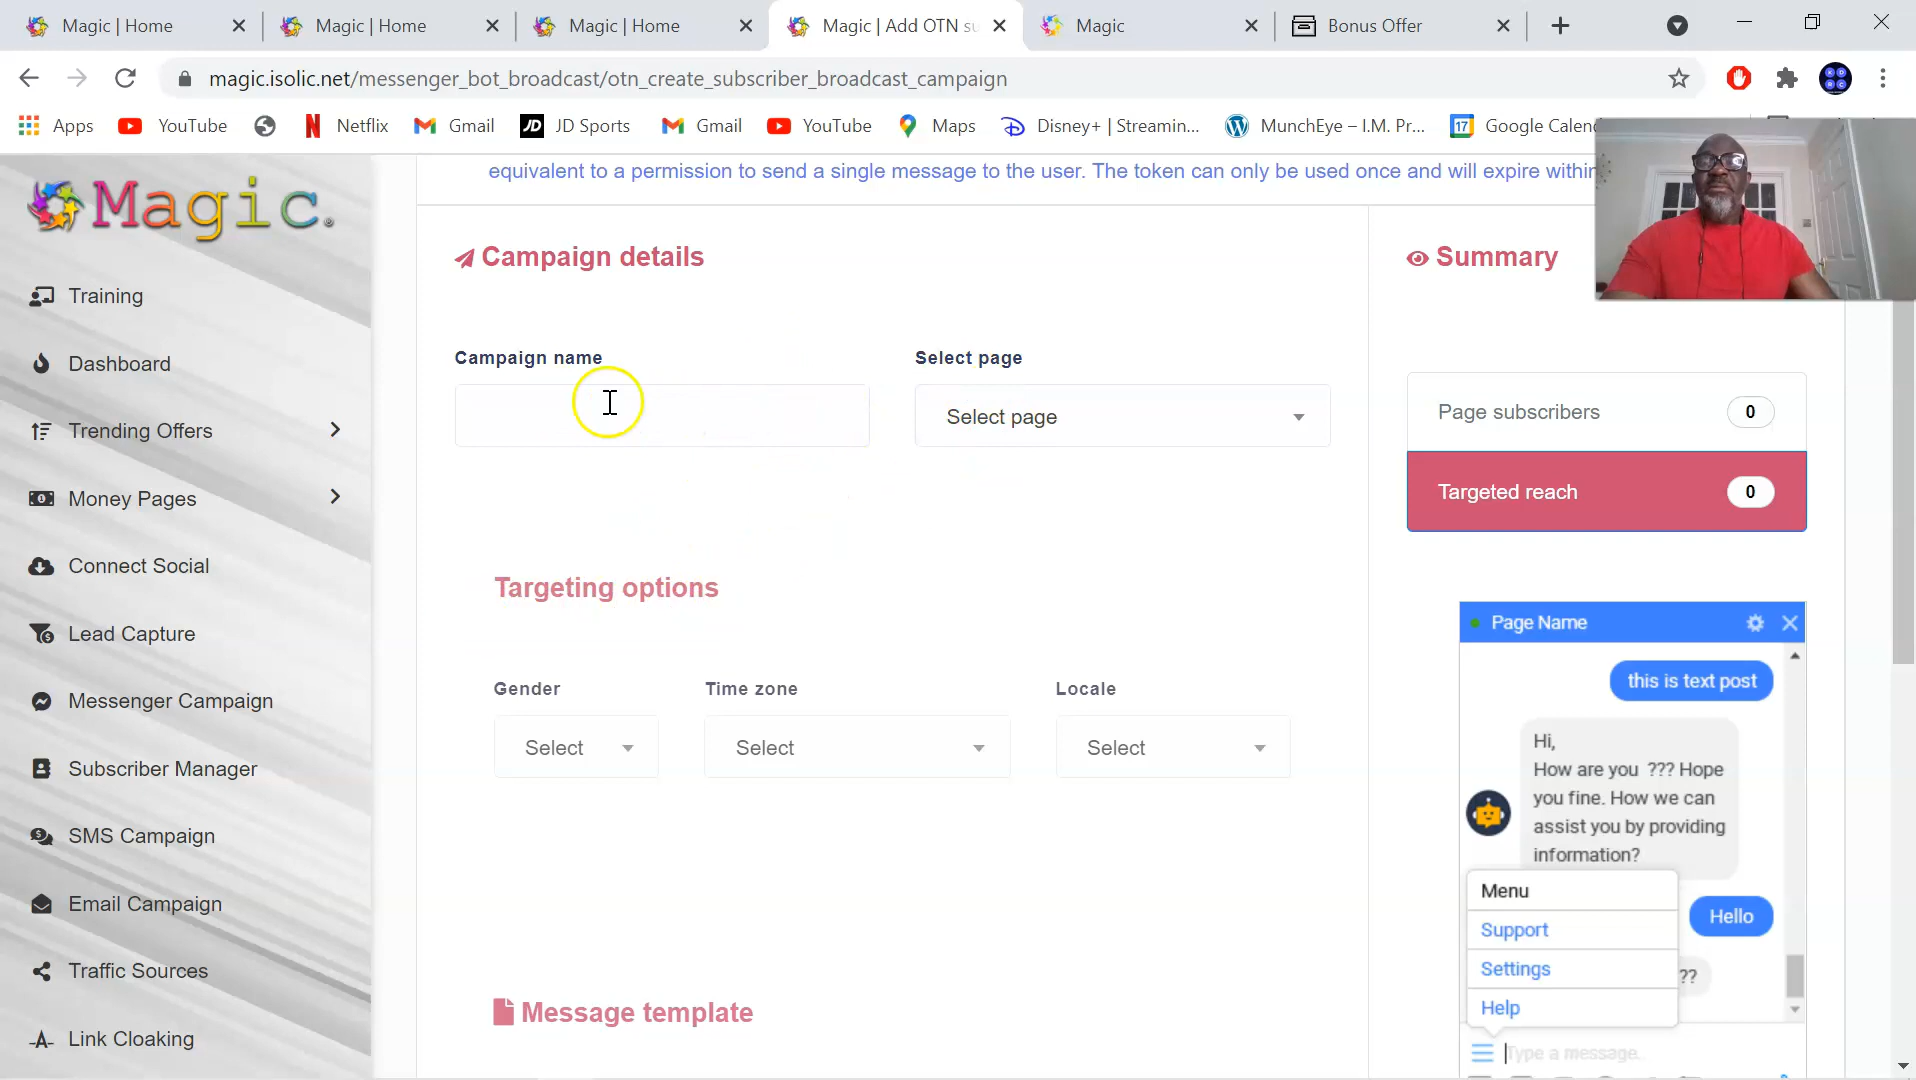 Magic | Home
Magic | Home
Magic | Home
Magic | Add OTN su
Magic
Bonus Offer
magic.isolic.net/messenger_bot_broadcast/otn_create_subscriber_broadcast_campaign
Apps
YouTube
Netflix
Gmail
JD JD Sports
Gmail
YouTube
Maps
Disney+ | Streamin...
MunchEye – I.M. Pr...
17 Google Calen
equivalent to a permission to send a single message to the user. The token can only be used once and will expire within
Magic.
Training
Dashboard
Trending Offers
Money Pages
Connect Social
Lead Capture
Messenger Campaign
Subscriber Manager
SMS Campaign
Email Campaign
Traffic Sources
Link Cloaking
Campaign details
Campaign name
Select page
Select page
Targeting options
Gender
Time zone
Locale
Select
Select
Select
Message template
Summary
Page subscribers 0
Targeted reach 0
Page Name
this is text post
Hi,
How are you ??? Hope
you fine. How we can
assist you by providing
information?
Menu
Hello
Support
Settings
??
Help
Type a message..